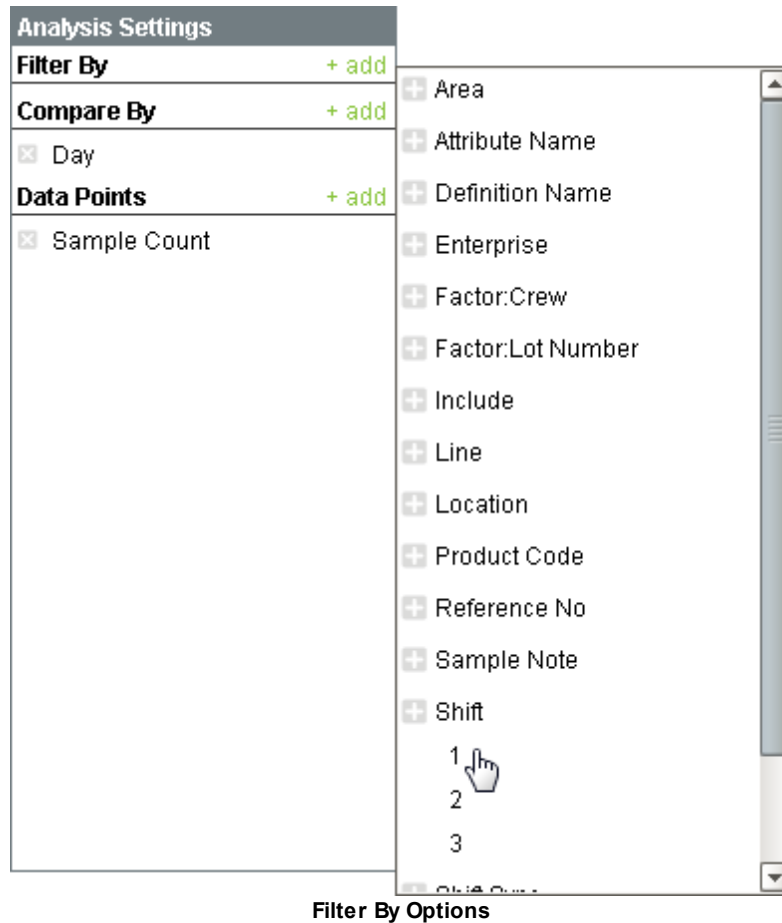 Analysis Settings
Filter By + add
Compare By + add
Day
Data Points + add
Sample Count
Area
Attribute Name
Definition Name
Enterprise
Factor:Crew
Factor:Lot Number
Include
Line
Location
Product Code
Reference No
Sample Note
Shift
1
2
3
Filter By Options